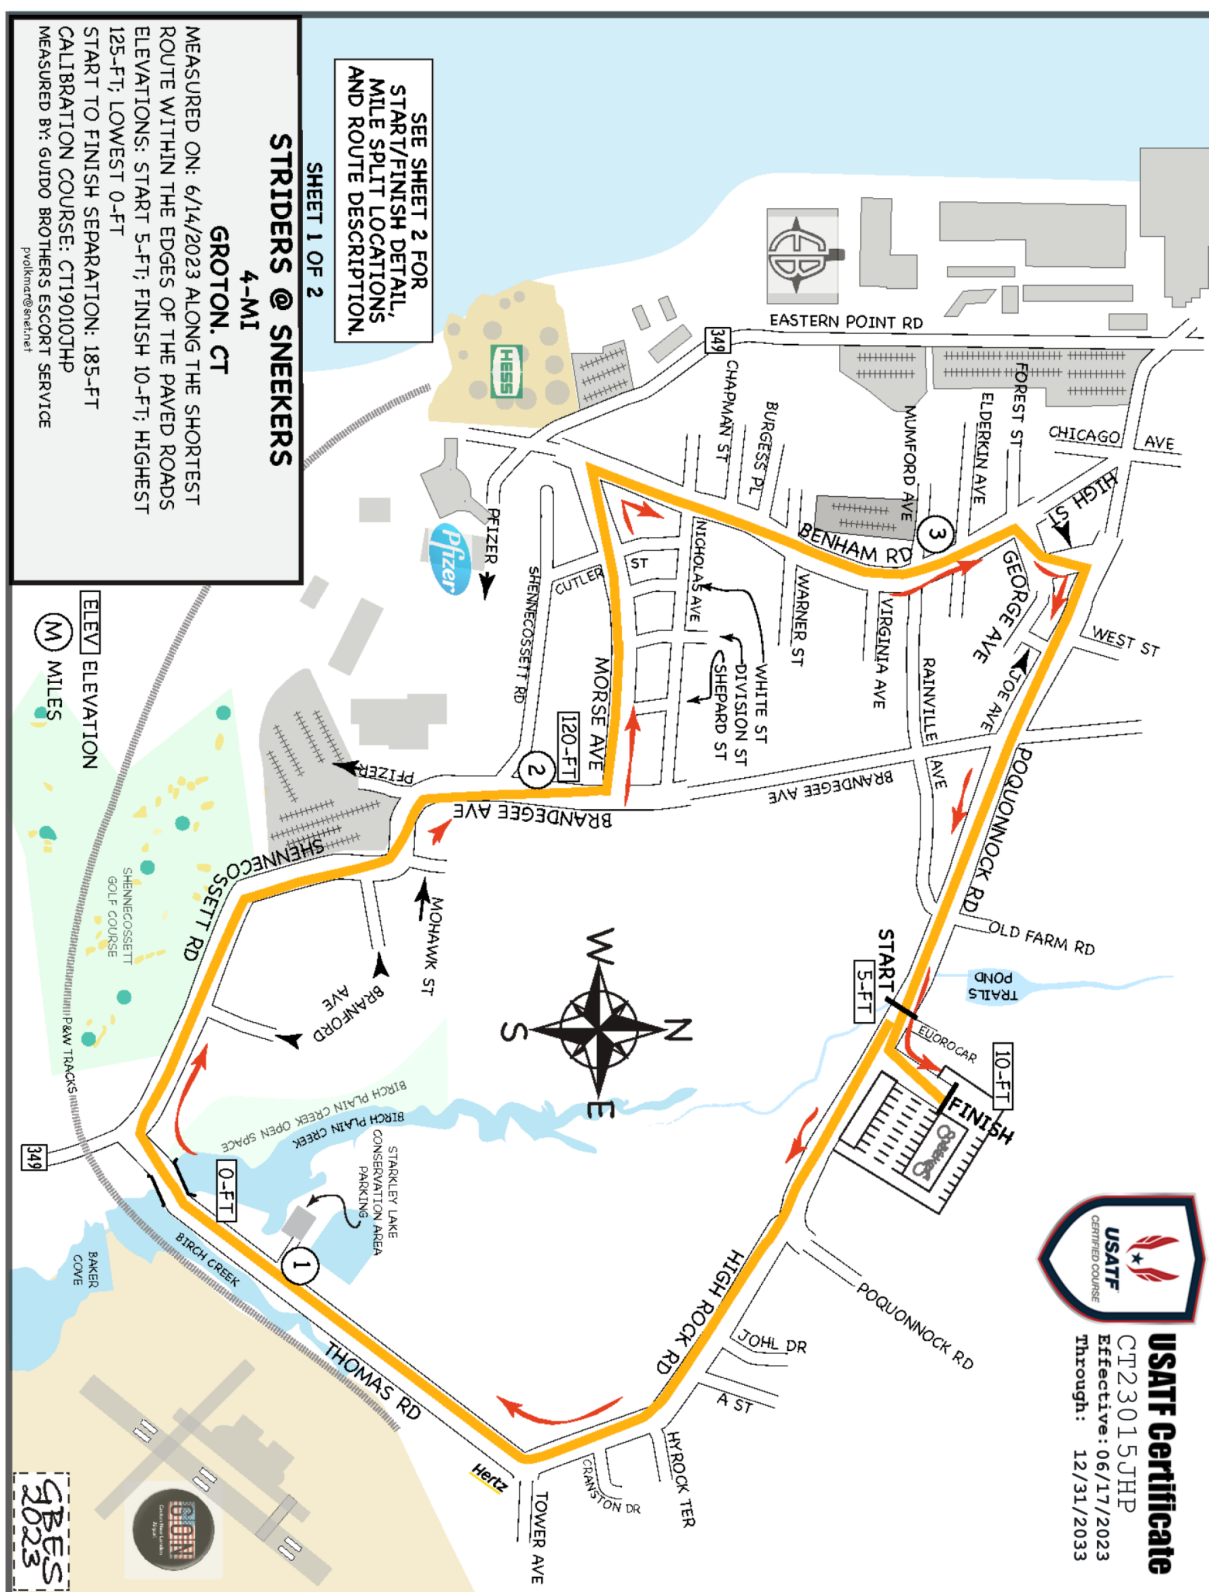 SEE SHEET 2 FOR
START/FINISH DETAIL,
MILE SPLIT LOCATIONS
AND ROUTE DESCRIPTION.
SHEET 1 OF 2
STRIDERS @ SNEEKERS
4-MI
GROTON. CT
MEASURED ON: 6/14/2023 ALONG THE SHORTEST
ROUTE WITHIN THE EDGES OF THE PAVED ROADS
ELEVATIONS: START 5-FT; FINISH 10-FT; HIGHEST
125-FT; LOWEST 0-FT
START TO FINISH SEPARATION: 185-FT
CALIBRATION COURSE: CT19010JHP
MEASURED BY: GUIDO BROTHERS ESCORT SERVICE
pvolkmar@snet.net
ELEV ELEVATION
M MILES
USATF
CERTIFIED COURSE
USATF Certificate
CT23015JHP
Effective: 06/17/2023
Through: 12/31/2033
EASTERN POINT RD
349
HESS
CHAPMAN ST
BURGESS PL
MUMFORD AVE
ELDERKIN AVE
FOREST ST
CHICAGO AVE
HIGH ST
3
BENHAM RD
GEORGE AVE
WEST ST
JOE AVE
NICHOLAS AVE
WARNER ST
VIRGINIA AVE
RAINVILLE AVE
WHITE ST
DIVISION ST
SHEPARD ST
PFIZER
Pfizer
CUTLER ST
SHENNECOSSETT RD
MORSE AVE
120-FT
2
BRANDEGEE AVE
BRANDEGEE AVE
PFIZER
POQUONNOCK RD
OLD FARM RD
TRAILS
POND
START
5-FT
EUOROCAR
10-FT
FINISH
Sneekers
W
N
S
E
MOHAWK ST
BRANFORD
AVE
SHENNECOSSETT RD
SHENNECOSSETT
GOLF COURSE
P&W TRACKS
349
BIRCH PLAIN CREEK OPEN SPACE
BIRCH PLAIN CREEK
STARKLEY LAKE
CONSERVATION AREA
PARKING
0-FT
1
BIRCH CREEK
BAKER
COVE
THOMAS RD
HIGH ROCK RD
POQUONNOCK RD
JOHL DR
A ST
HYROCK TER
CRANSTON DR
Hertz
TOWER AVE
GON
Groton-New London
Airport
GBES
2023